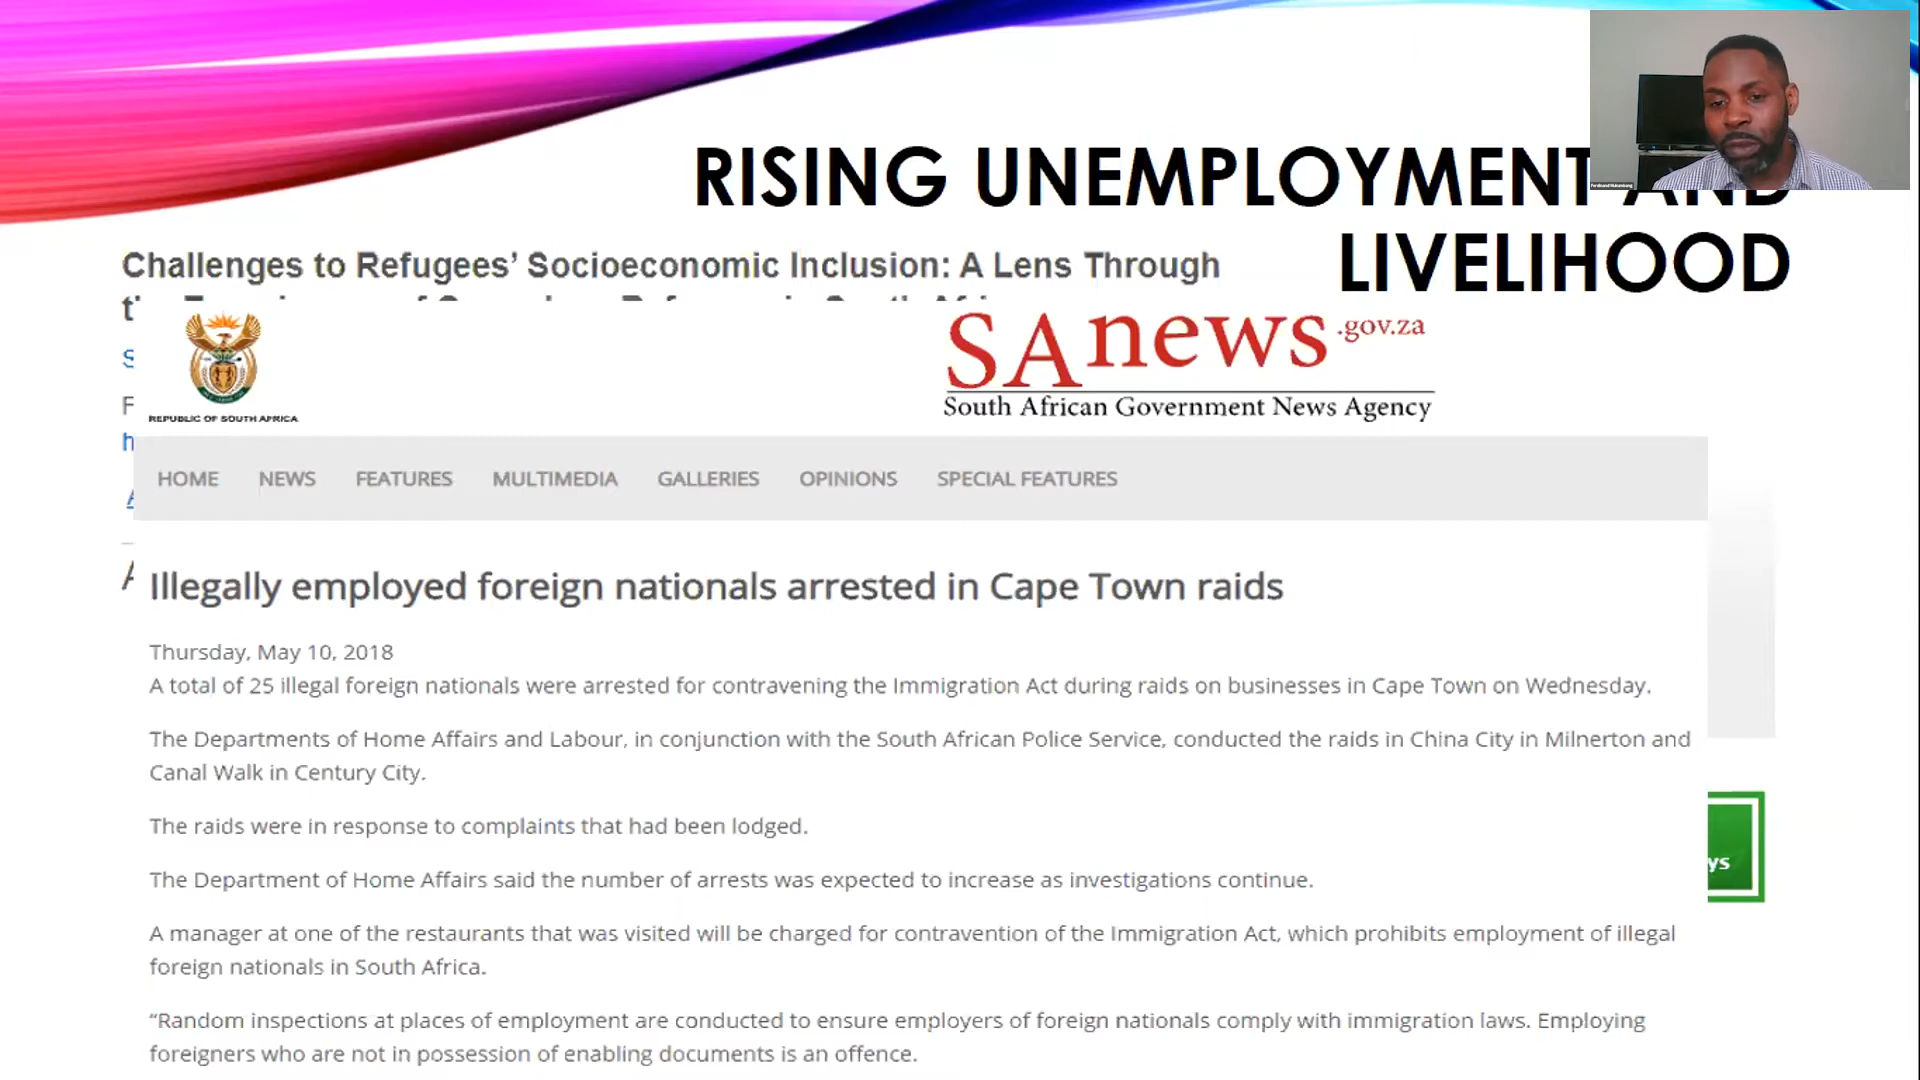 RISING UNEMPLOYMENT AND
LIVELIHOOD
Challenges to Refugees’ Socioeconomic Inclusion: A Lens Through
REPUBLIC OF SOUTH AFRICA
SAnews.gov.za
South African Government News Agency
HOME NEWS FEATURES MULTIMEDIA GALLERIES OPINIONS SPECIAL FEATURES
Illegally employed foreign nationals arrested in Cape Town raids
Thursday, May 10, 2018
A total of 25 illegal foreign nationals were arrested for contravening the Immigration Act during raids on businesses in Cape Town on Wednesday.
The Departments of Home Affairs and Labour, in conjunction with the South African Police Service, conducted the raids in China City in Milnerton and
Canal Walk in Century City.
The raids were in response to complaints that had been lodged.
The Department of Home Affairs said the number of arrests was expected to increase as investigations continue.
ys
A manager at one of the restaurants that was visited will be charged for contravention of the Immigration Act, which prohibits employment of illegal
foreign nationals in South Africa.
“Random inspections at places of employment are conducted to ensure employers of foreign nationals comply with immigration laws. Employing
foreigners who are not in possession of enabling documents is an offence.